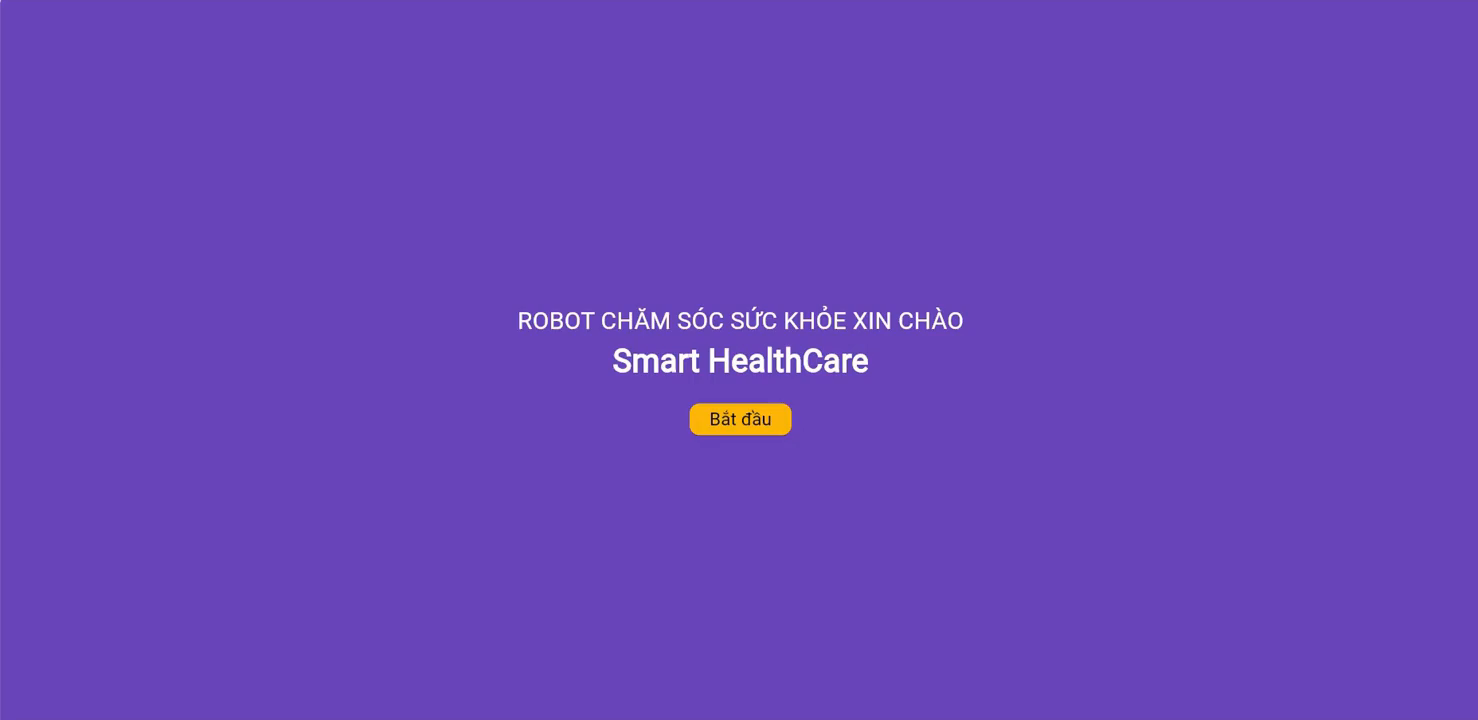 ROBOT CHĂM SÓC SỨC KHỎE XIN CHÀO
Smart HealthCare
Bắt đầu